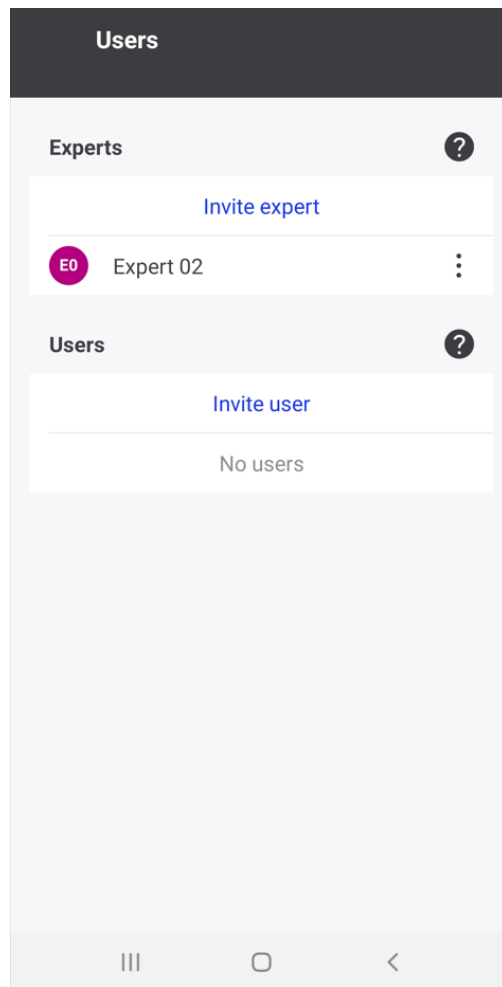 Users
Experts
?
Invite expert
E0 Expert 02
Users
?
Invite user
No users